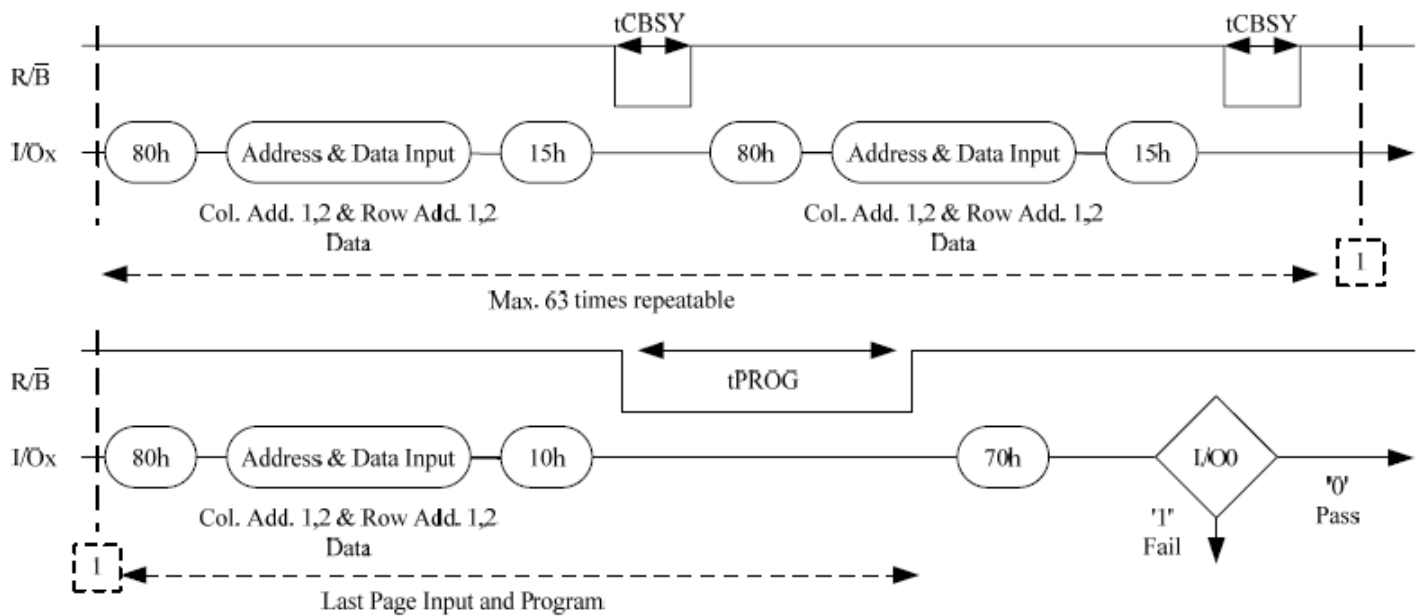 tCBSY
tCBSY
R/B̅
I/Ox
80h
Address & Data Input
15h
80h
Address & Data Input
15h
Col. Add. 1,2 & Row Add. 1,2
Data
Col. Add. 1,2 & Row Add. 1,2
Data
1
Max. 63 times repeatable
R/B̅
tPROG
I/Ox
80h
Address & Data Input
10h
70h
I/O0
'0'
Pass
Col. Add. 1,2 & Row Add. 1,2
Data
'1'
Fail
1
Last Page Input and Program